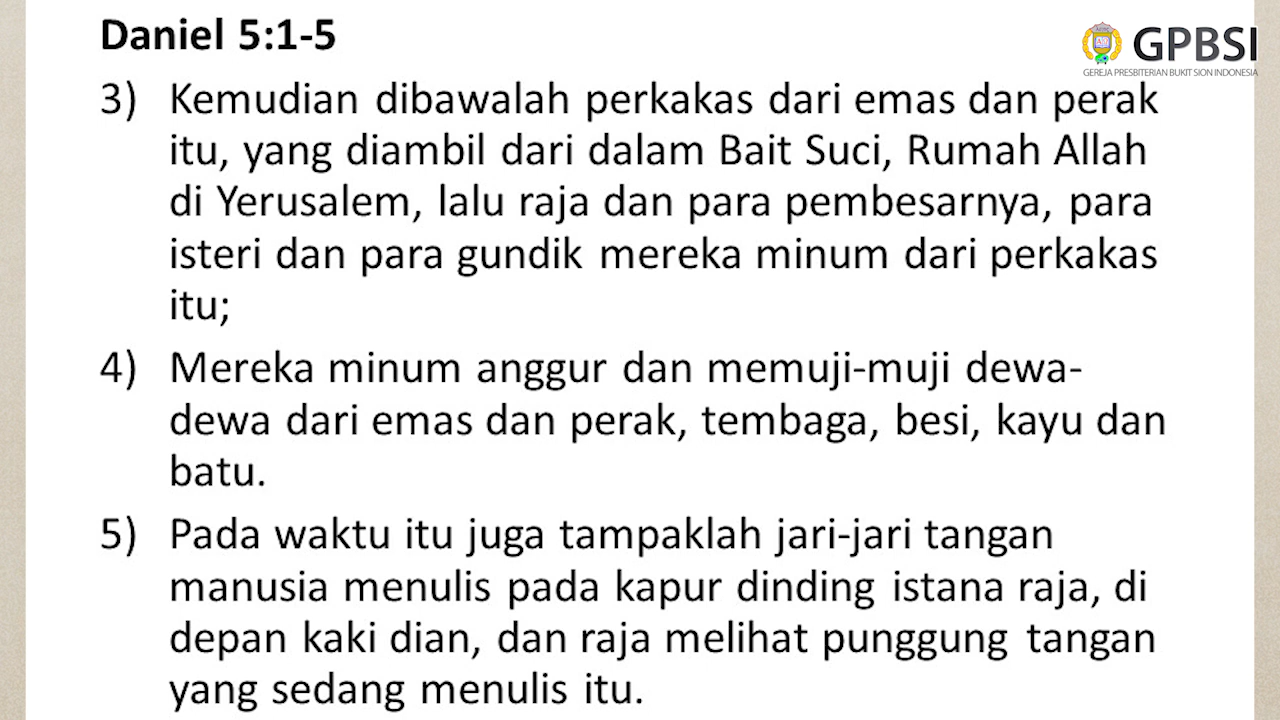 Daniel 5:1-5
GPBSI
GEREJA PRESBITERIAN BUKIT SION INDONESIA
3) Kemudian dibawalah perkakas dari emas dan perak
itu, yang diambil dari dalam Bait Suci, Rumah Allah
di Yerusalem, lalu raja dan para pembesarnya, para
isteri dan para gundik mereka minum dari perkakas
itu;
4) Mereka minum anggur dan memuji-muji dewa-
dewa dari emas dan perak, tembaga, besi, kayu dan
batu.
5) Pada waktu itu juga tampaklah jari-jari tangan
manusia menulis pada kapur dinding istana raja, di
depan kaki dian, dan raja melihat punggung tangan
yang sedang menulis itu.